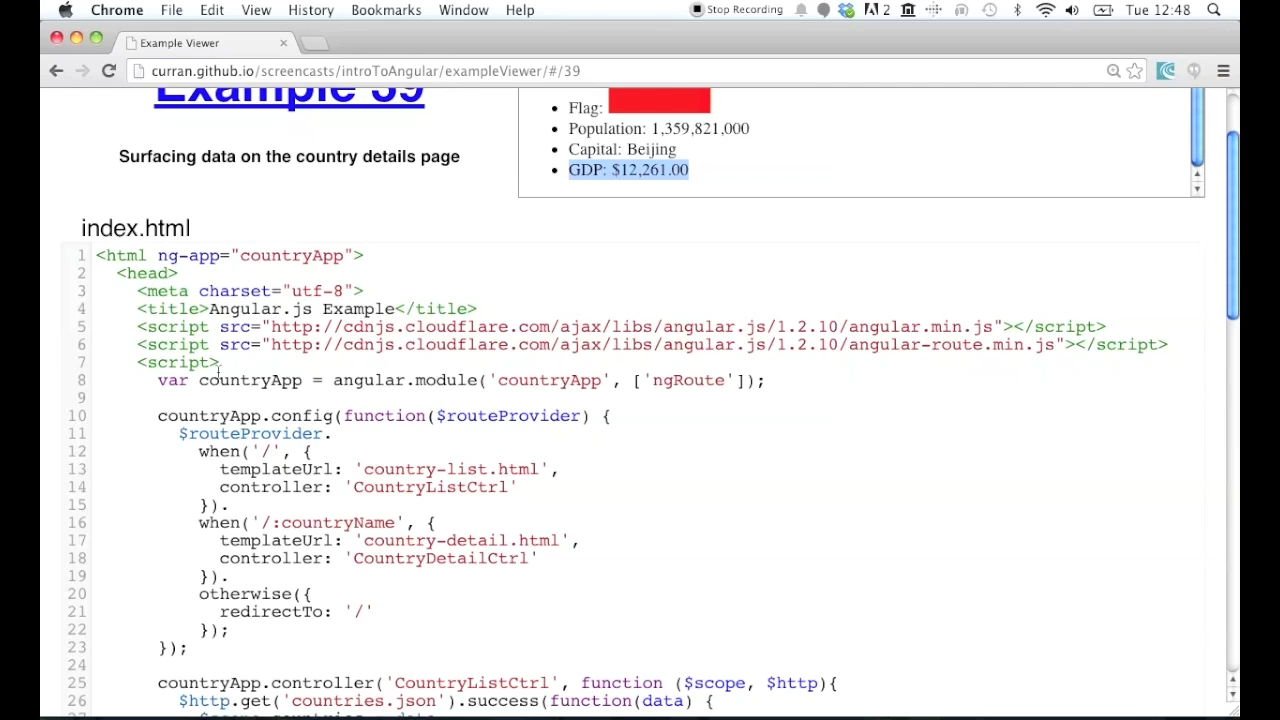 Chrome File Edit View History Bookmarks Window Help Stop Recording 2 Tue 12:48
Example Viewer
curran.github.io/screencasts/introToAngular/exampleViewer/#/39
Example 39
Surfacing data on the country details page
• Flag:
• Population: 1,359,821,000
• Capital: Beijing
• GDP: $12,261.00
index.html
1 <html ng-app="countryApp">
2 <head>
3 <meta charset="utf-8">
4 <title>Angular.js Example</title>
5 <script src="http://cdnjs.cloudflare.com/ajax/libs/angular.js/1.2.10/angular.min.js"></script>
6 <script src="http://cdnjs.cloudflare.com/ajax/libs/angular.js/1.2.10/angular-route.min.js"></script>
7 <script>
8 var countryApp = angular.module('countryApp', ['ngRoute']);
9
10 countryApp.config(function($routeProvider) {
11 $routeProvider.
12 when('/', {
13 templateUrl: 'country-list.html',
14 controller: 'CountryListCtrl'
15 }).
16 when('/:countryName', {
17 templateUrl: 'country-detail.html',
18 controller: 'CountryDetailCtrl'
19 }).
20 otherwise({
21 redirectTo: '/'
22 });
23 });
24
25 countryApp.controller('CountryListCtrl', function ($scope, $http){
26 $http.get('countries.json').success(function(data) {
27 $scope.countries = data